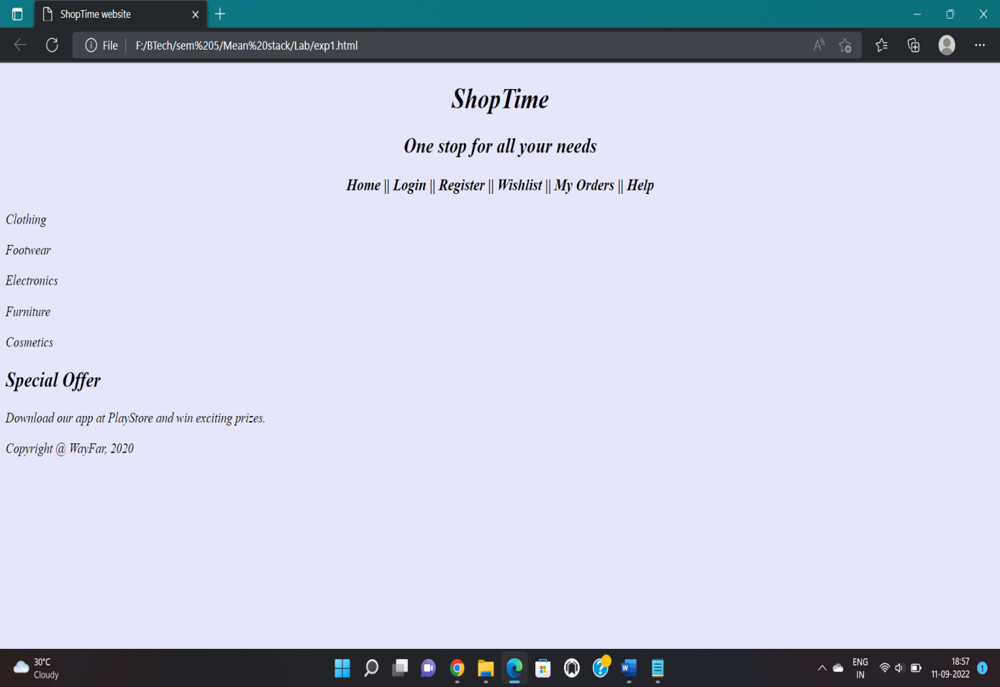 ShopTime website
File F:/BTech/sem%205/Mean%20stack/Lab/exp1.html
ShopTime
One stop for all your needs
Home || Login || Register || Wishlist || My Orders || Help
Clothing
Footwear
Electronics
Furniture
Cosmetics
Special Offer
Download our app at PlayStore and win exciting prizes.
Copyright @ WayFar, 2020
30°C
Cloudy
ENG
IN
18:57
11-09-2022
1